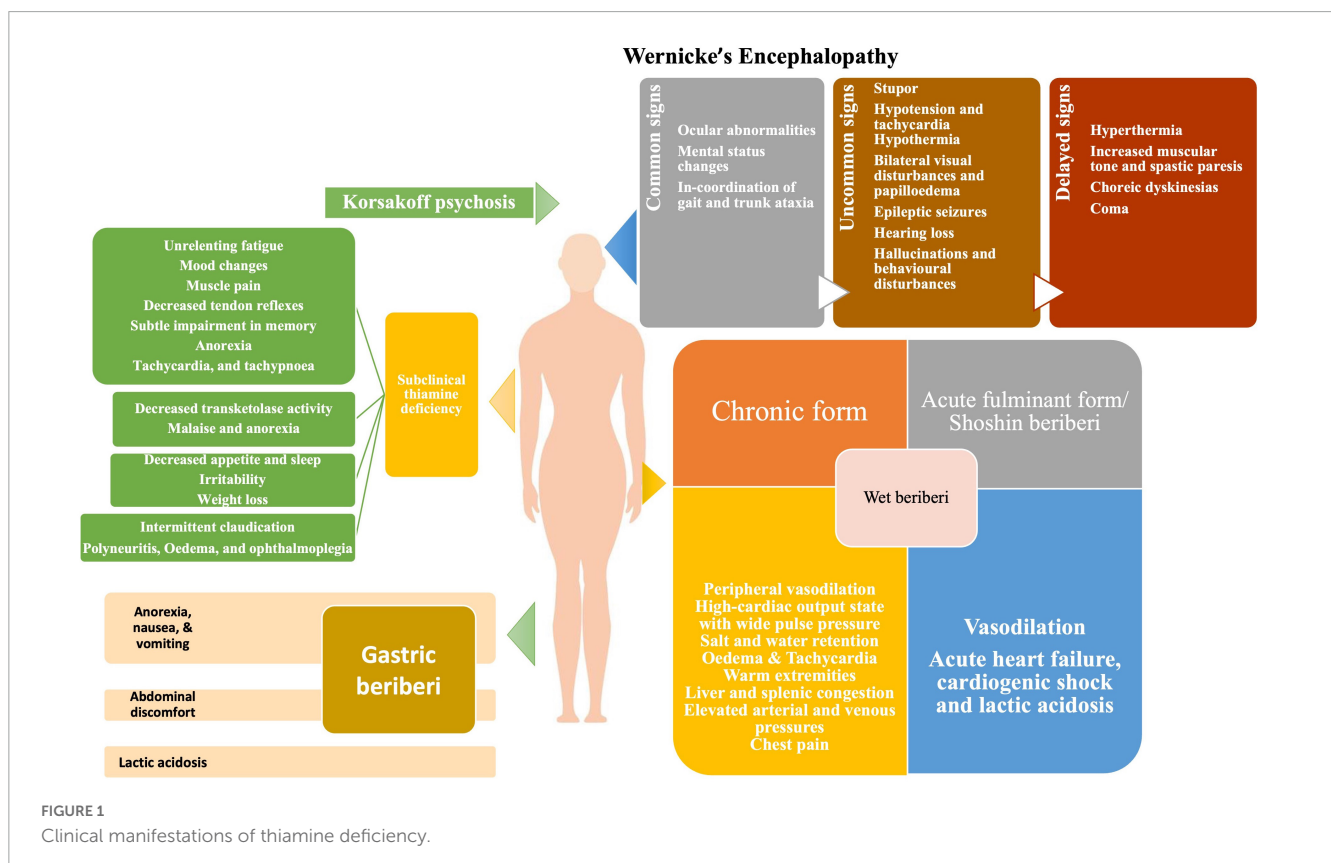 Wernicke's Encephalopathy
Common signs
Ocular abnormalities
Mental status
changes
In-coordination of
gait and trunk ataxia
Uncommon signs
Stupor
Hypotension and
tachycardia
Hypothermia
Bilateral visual
disturbances and
papilloedema
Epileptic seizures
Hearing loss
Hallucinations and
behavioural
disturbances
Delayed signs
Hyperthermia
Increased muscular
tone and spastic paresis
Choreic dyskinesias
Coma
Korsakoff psychosis
Unrelenting fatigue
Mood changes
Muscle pain
Decreased tendon reflexes
Subtle impairment in memory
Anorexia
Tachycardia, and tachypnoea
Decreased transketolase activity
Malaise and anorexia
Decreased appetite and sleep
Irritability
Weight loss
Intermittent claudication
Polyneuritis, Oedema, and ophthalmoplegia
Subclinical
thiamine
deficiency
Chronic form
Acute fulminant form/
Shoshin beriberi
Wet beriberi
Peripheral vasodilation
High-cardiac output state
with wide pulse pressure
Salt and water retention
Oedema & Tachycardia
Warm extremities
Liver and splenic congestion
Elevated arterial and venous
pressures
Chest pain
Vasodilation
Acute heart failure,
cardiogenic shock
and lactic acidosis
Anorexia,
nausea, &
vomiting
Abdominal
discomfort
Lactic acidosis
Gastric
beriberi
FIGURE 1
Clinical manifestations of thiamine deficiency.